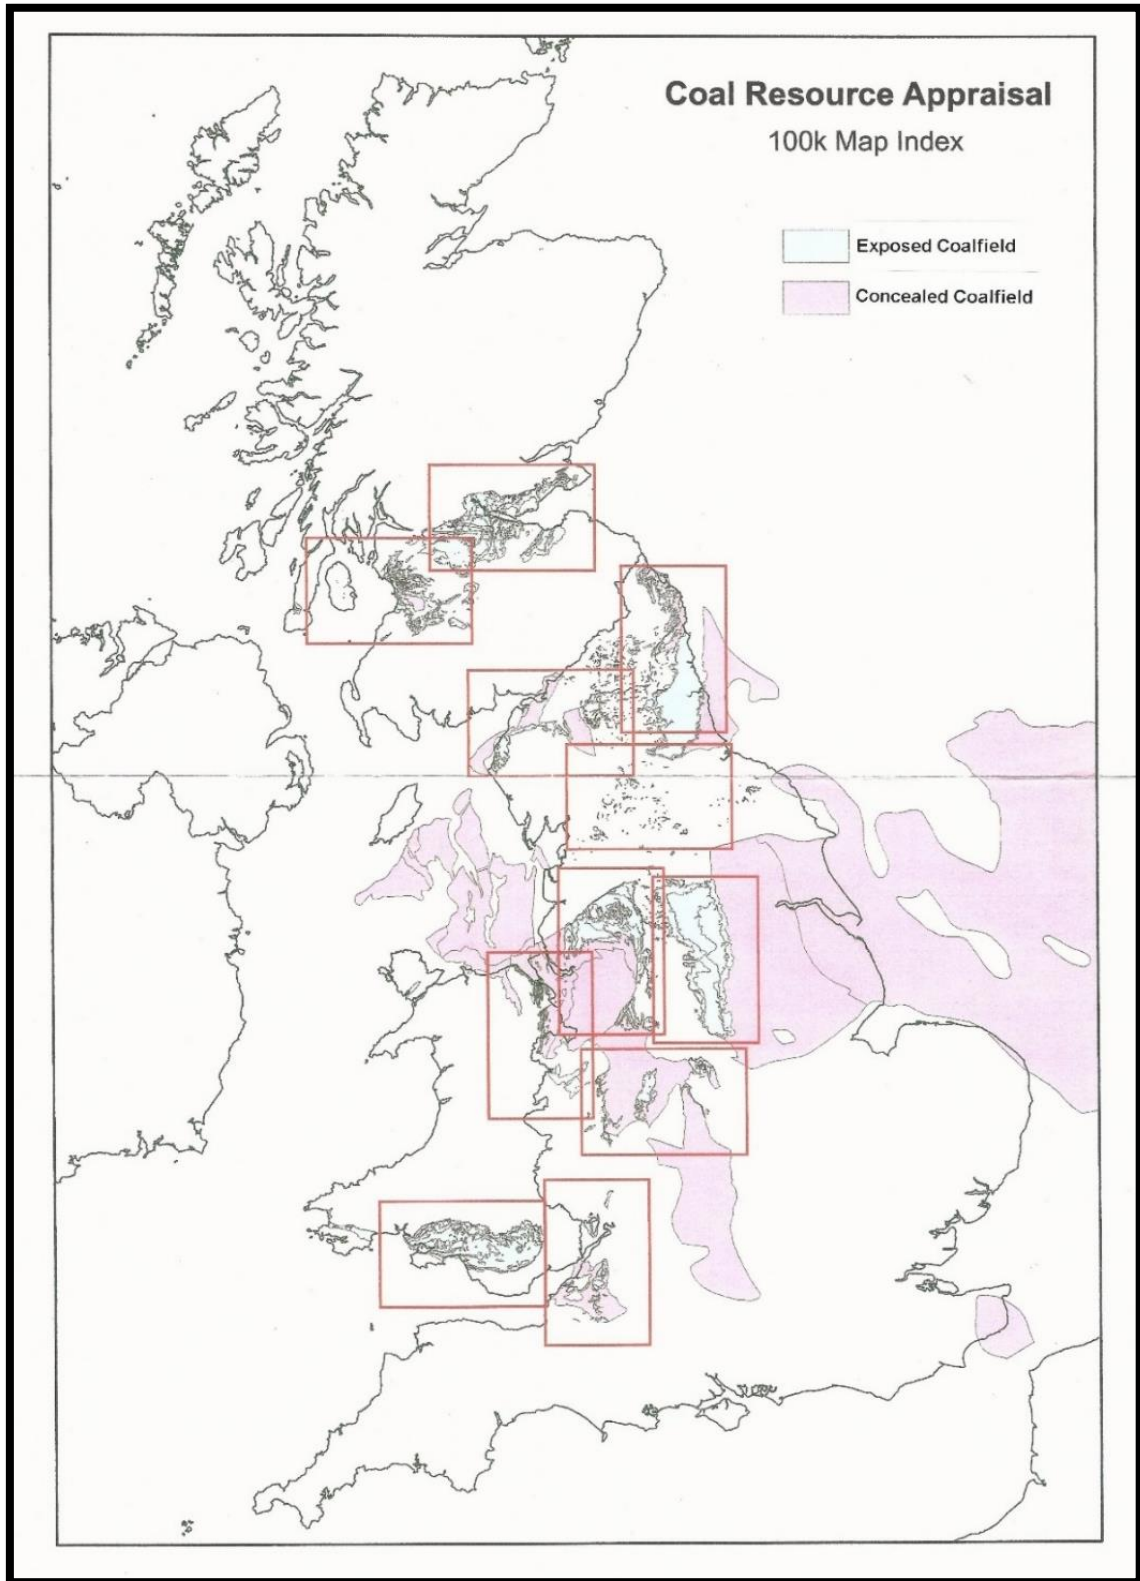 Coal Resource Appraisal
100k Map Index
Exposed Coalfield
Concealed Coalfield